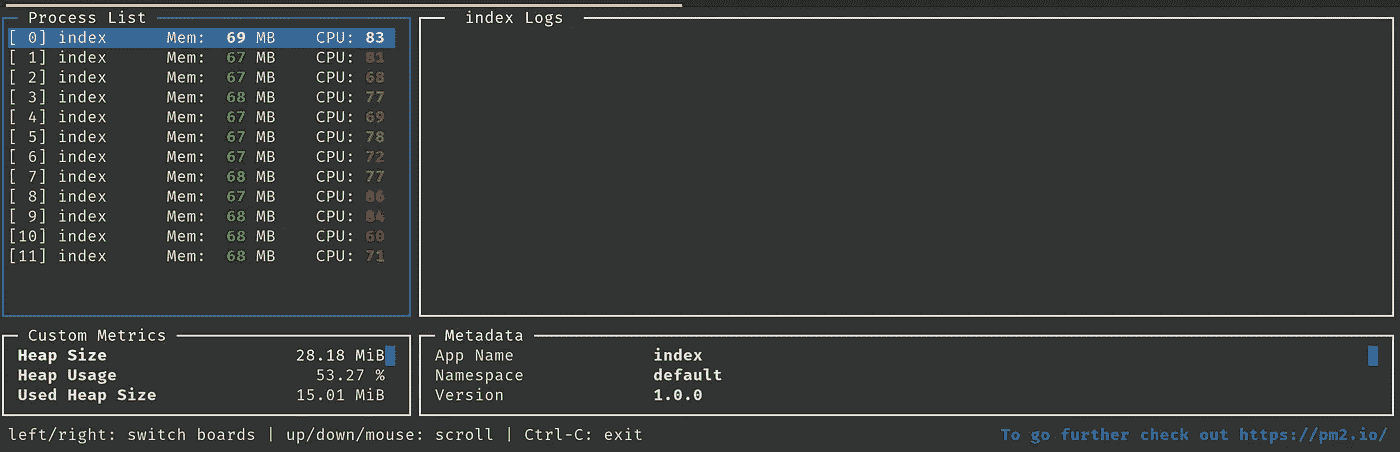 Process List
[ 0] index Mem: 69 MB CPU: 83
[ 1] index Mem: 67 MB CPU: 81
[ 2] index Mem: 67 MB CPU: 68
[ 3] index Mem: 68 MB CPU: 77
[ 4] index Mem: 67 MB CPU: 69
[ 5] index Mem: 67 MB CPU: 78
[ 6] index Mem: 67 MB CPU: 72
[ 7] index Mem: 68 MB CPU: 77
[ 8] index Mem: 67 MB CPU: 86
[ 9] index Mem: 68 MB CPU: 84
[10] index Mem: 68 MB CPU: 60
[11] index Mem: 68 MB CPU: 71
index Logs
Custom Metrics
Heap Size 28.18 MiB
Heap Usage 53.27 %
Used Heap Size 15.01 MiB
Metadata
App Name index
Namespace default
Version 1.0.0
left/right: switch boards | up/down/mouse: scroll | Ctrl-C: exit
To go further check out https://pm2.io/